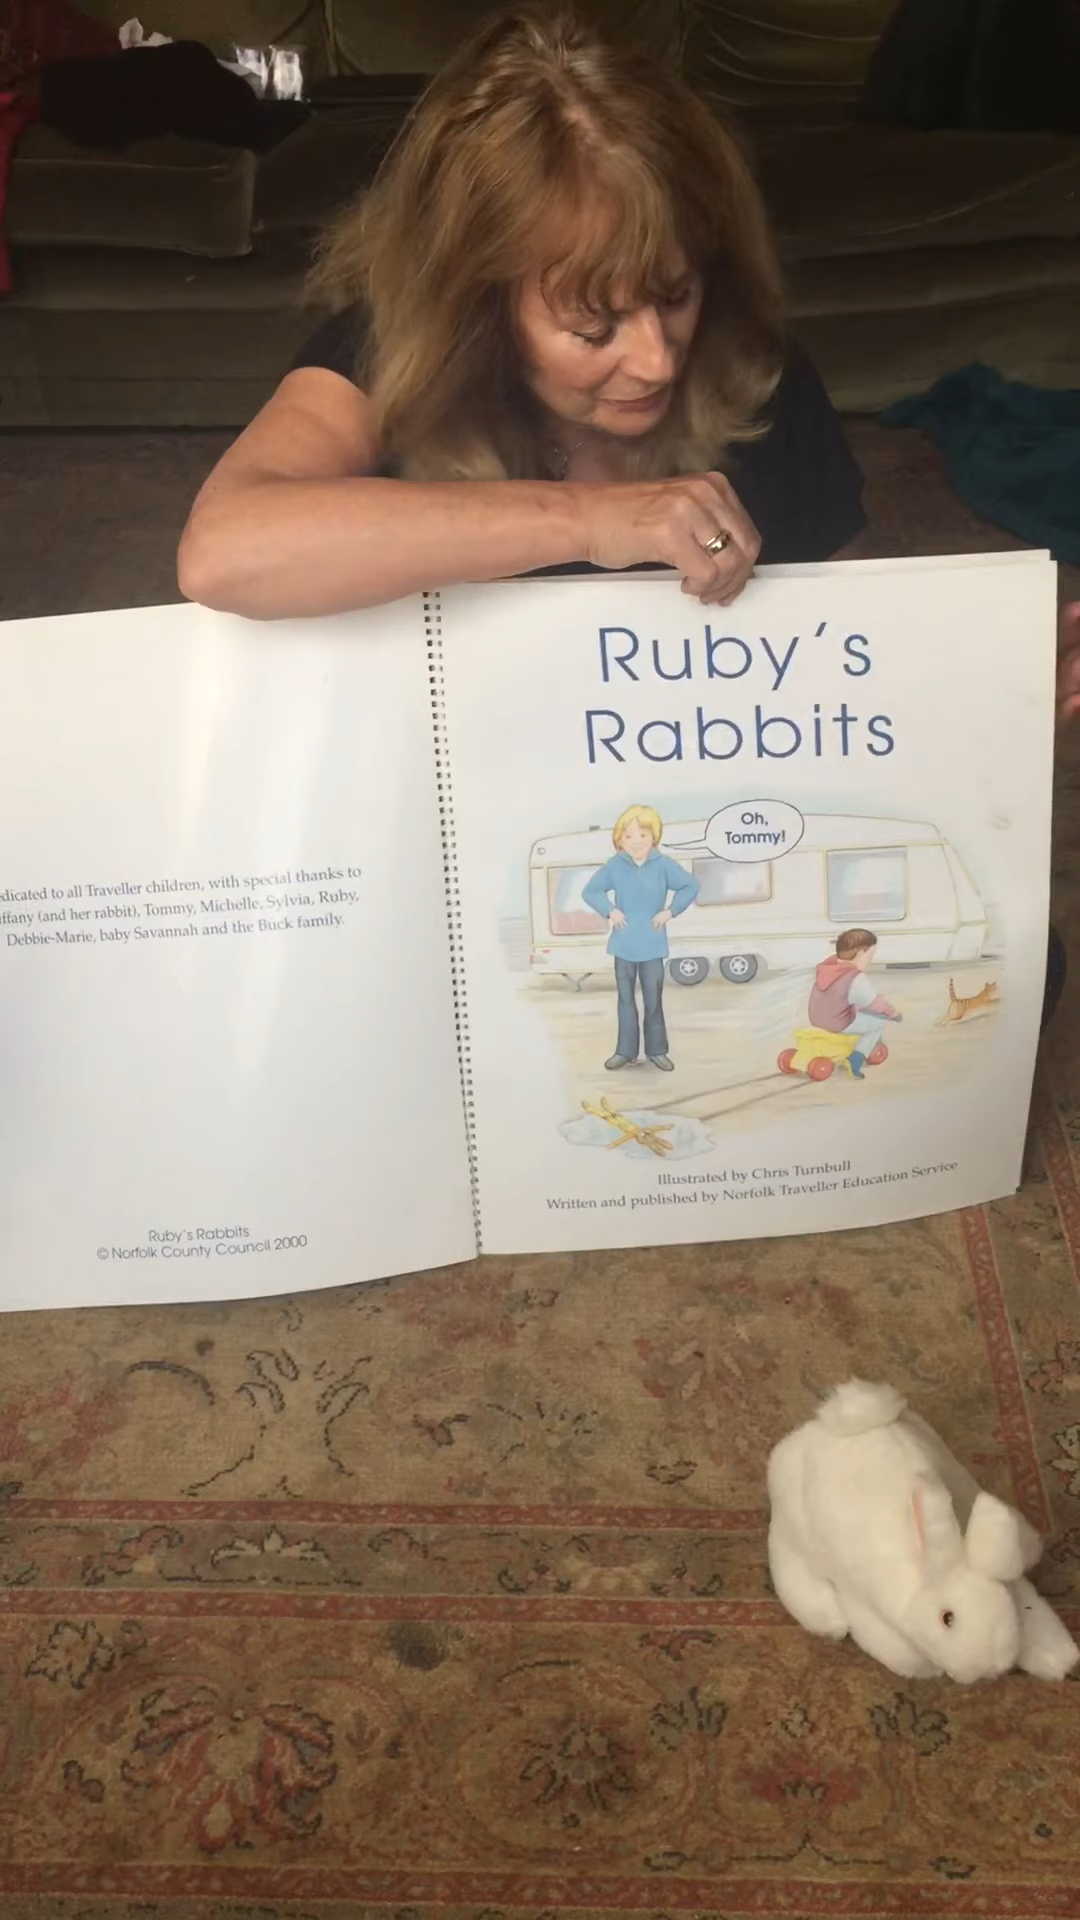 to all Traveller children, with special thanks to
(and her rabbit), Tommy, Michelle, Sylvia, Ruby,
Debbie-Marie, baby Savannah and the Buck family.
Ruby's Rabbits
© Norfolk County Council 2000
Ruby's
Rabbits
Oh,
Tommy!
Illustrated by Chris Turnbull
Written and published by Norfolk Traveller Education Service